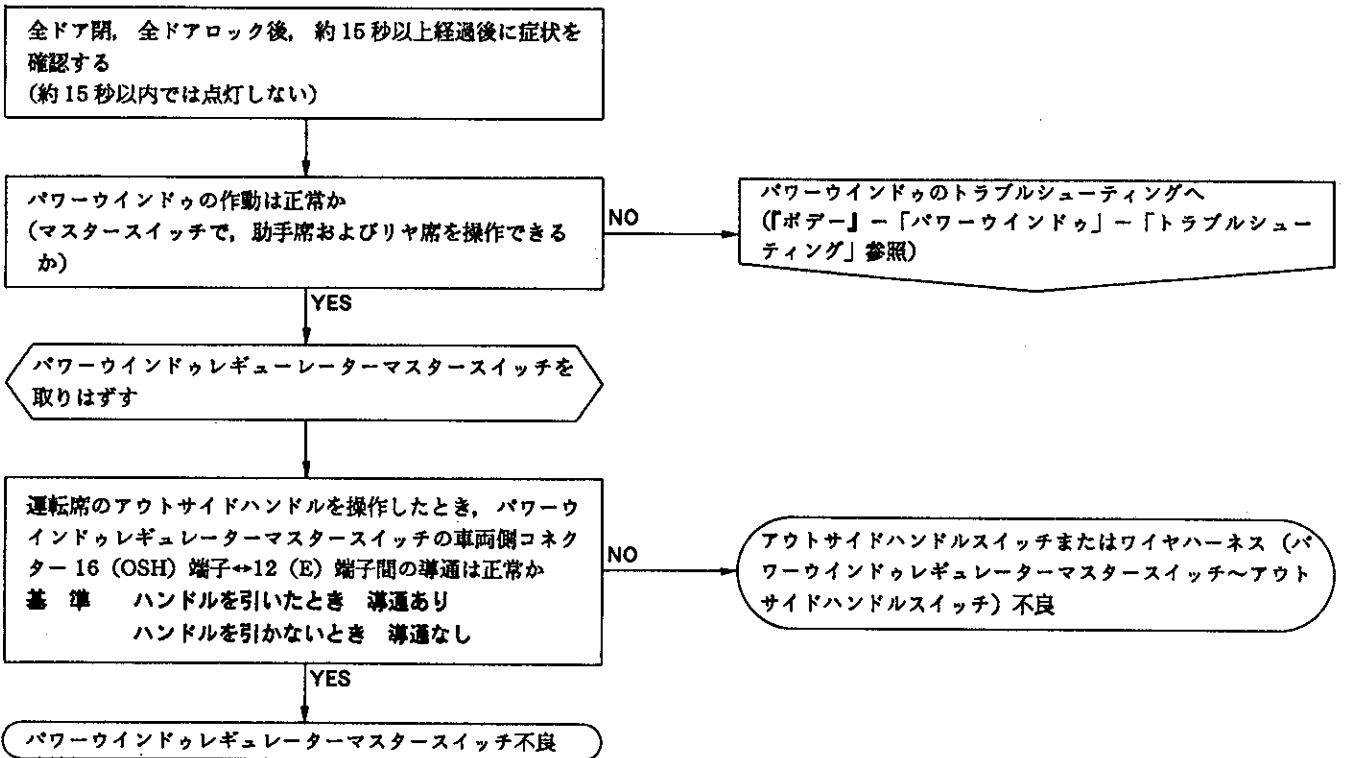 全ドア閉, 全ドアロック後, 約15秒以上経過後に症状を
確認する
(約15秒以内では点灯しない)
パワーウインドゥの作動は正常か
(マスタースイッチで, 助手席およびリヤ席を操作できる
か)
NO
パワーウインドゥのトラブルシューティングへ
(『ボデー』-「パワーウインドゥ」-「トラブルシュー
ティング」参照)
YES
パワーウインドゥレギューレーターマスタースイッチを
取りはずす
運転席のアウトサイドハンドルを操作したとき, パワーウ
インドゥレギュレーターマスタースイッチの車両側コネク
ター16 (OSH) 端子↔12 (E) 端子間の導通は正常か
基 準 ハンドルを引いたとき 導通あり
ハンドルを引かないとき 導通なし
NO
アウトサイドハンドルスイッチまたはワイヤハーネス (パ
ワーウインドゥレギュレーターマスタースイッチ〜アウト
サイドハンドルスイッチ) 不良
YES
パワーウインドゥレギュレーターマスタースイッチ不良